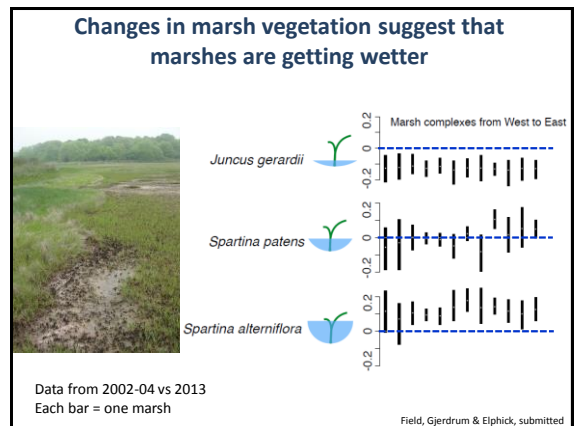 Changes in marsh vegetation suggest that
marshes are getting wetter
Marsh complexes from West to East
Juncus gerardii
0.2
0
-0.2
Spartina patens
0.2
0
-0.2
Spartina alterniflora
0.2
0
-0.2
Data from 2002-04 vs 2013
Each bar = one marsh
Field, Gjerdrum & Elphick, submitted